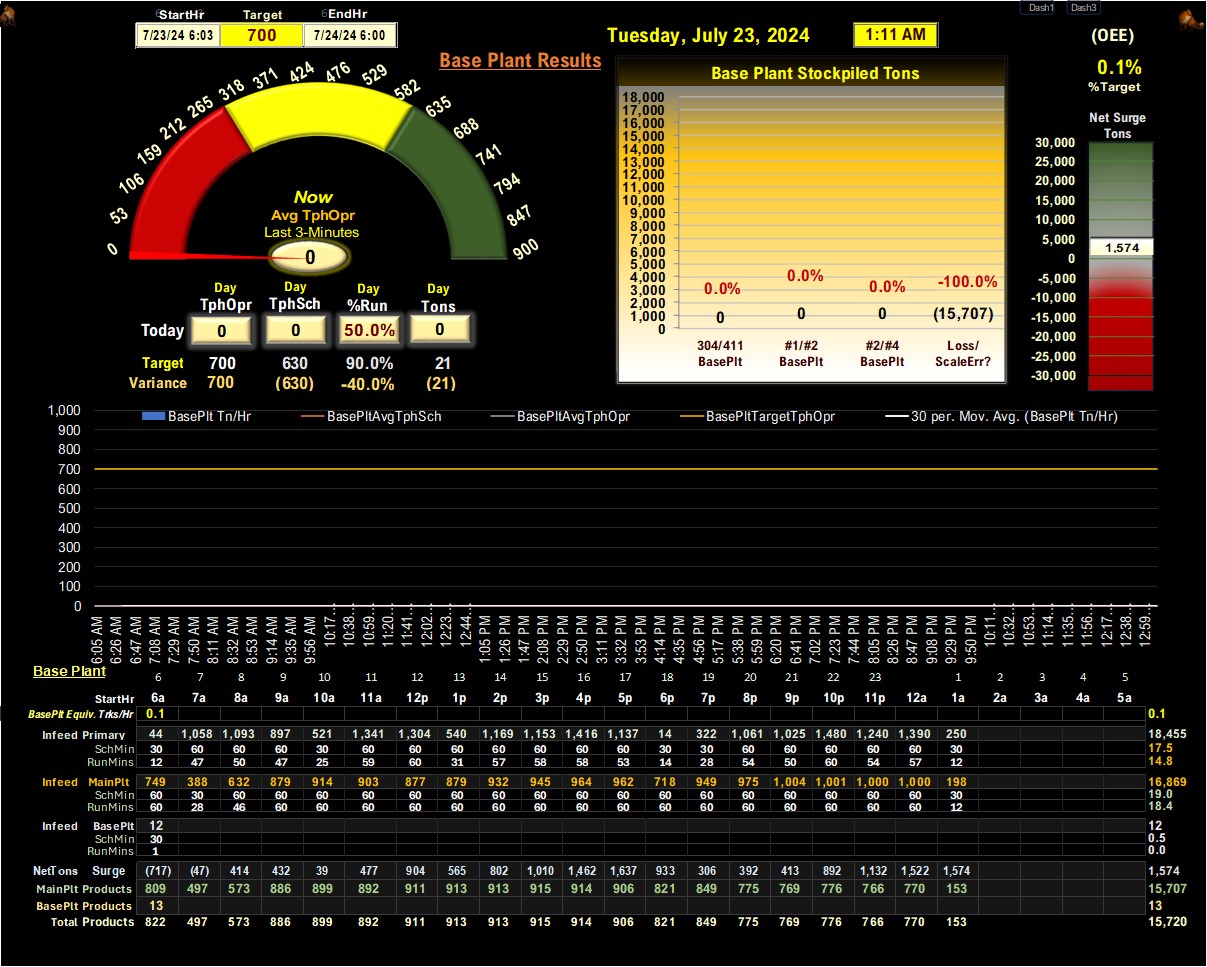 StartHr Target EndHr
7/23/24 6:03 700 7/24/24 6:00
Tuesday, July 23, 2024 1:11 AM
Dash1 Dash3
(OEE)
0.1%
%Target
Base Plant Results
Base Plant Stockpiled Tons
Net Surge
Tons
0 53 106 159 212 265 318 371 424 476 529 582 635 688 741 794 847 900
Now
Avg TphOpr
Last 3-Minutes
0
18,000
17,000
16,000
15,000
14,000
13,000
12,000
11,000
10,000
9,000
8,000
7,000
6,000
5,000
4,000
3,000
2,000
1,000
0
0.0% 0.0% 0.0% -100.0%
0 0 0 (15,707)
304/411 #1/#2 #2/#4 Loss/
BasePlt BasePlt BasePlt ScaleErr?
30,000
25,000
20,000
15,000
10,000
5,000
0
-5,000
-10,000
-15,000
-20,000
-25,000
-30,000
1,574
Day Day Day Day
TphOpr TphSch %Run Tons
Today 0 0 50.0% 0
Target 700 630 90.0% 21
Variance 700 (630) -40.0% (21)
BasePlt Tn/Hr BasePltAvgTphSch BasePltAvgTphOpr BasePltTargetTphOpr 30 per. Mov. Avg. (BasePlt Tn/Hr)
1,000
900
800
700
600
500
400
300
200
100
0
6:05 AM 6:26 AM 6:47 AM 7:08 AM 7:29 AM 7:50 AM 8:11 AM 8:32 AM 8:53 AM 9:14 AM 9:35 AM 9:56 AM 10:17… 10:38… 10:59… 11:20… 11:41… 12:02… 12:23… 12:44… 1:05 PM 1:26 PM 1:47 PM 2:08 PM 2:29 PM 2:50 PM 3:11 PM 3:32 PM 3:53 PM 4:14 PM 4:35 PM 4:56 PM 5:17 PM 5:38 PM 5:59 PM 6:20 PM 6:41 PM 7:02 PM 7:23 PM 7:44 PM 8:05 PM 8:26 PM 8:47 PM 9:08 PM 9:29 PM 9:50 PM 10:11… 10:32… 10:53… 11:14… 11:35… 11:56… 12:17… 12:38… 12:59…
Base Plant
6 7 8 9 10 11 12 13 14 15 16 17 18 19 20 21 22 23 1 2 3 4 5
StartHr 6a 7a 8a 9a 10a 11a 12p 1p 2p 3p 4p 5p 6p 7p 8p 9p 10p 11p 12a 1a 2a 3a 4a 5a
BasePlt Equiv. Trks/Hr 0.1 0.1
Infeed Primary 44 1,058 1,093 897 521 1,341 1,304 540 1,169 1,153 1,416 1,137 14 322 1,061 1,025 1,480 1,240 1,390 250 18,455
SchMin 30 60 60 60 30 60 60 60 60 60 60 60 30 30 60 60 60 60 60 30 17.5
RunMins 12 47 50 47 25 59 60 31 57 58 58 53 14 28 54 50 60 54 57 12 14.8
Infeed MainPlt 749 388 632 879 914 903 877 879 932 945 964 962 718 949 975 1,004 1,001 1,000 1,000 198 16,869
SchMin 60 30 60 60 60 60 60 60 60 60 60 60 60 60 60 60 60 60 60 30 19.0
RunMins 60 28 46 60 60 60 60 60 60 60 60 60 60 60 60 60 60 60 60 12 18.4
Infeed BasePlt 12 12
SchMin 30 0.5
RunMins 1 0.0
NetTons Surge (717) (47) 414 432 39 477 904 565 802 1,010 1,462 1,637 933 306 392 413 892 1,132 1,522 1,574 1,574
MainPlt Products 809 497 573 886 899 892 911 913 913 915 914 906 821 849 775 769 776 766 770 153 15,707
BasePlt Products 13 13
Total Products 822 497 573 886 899 892 911 913 913 915 914 906 821 849 775 769 776 766 770 153 15,720